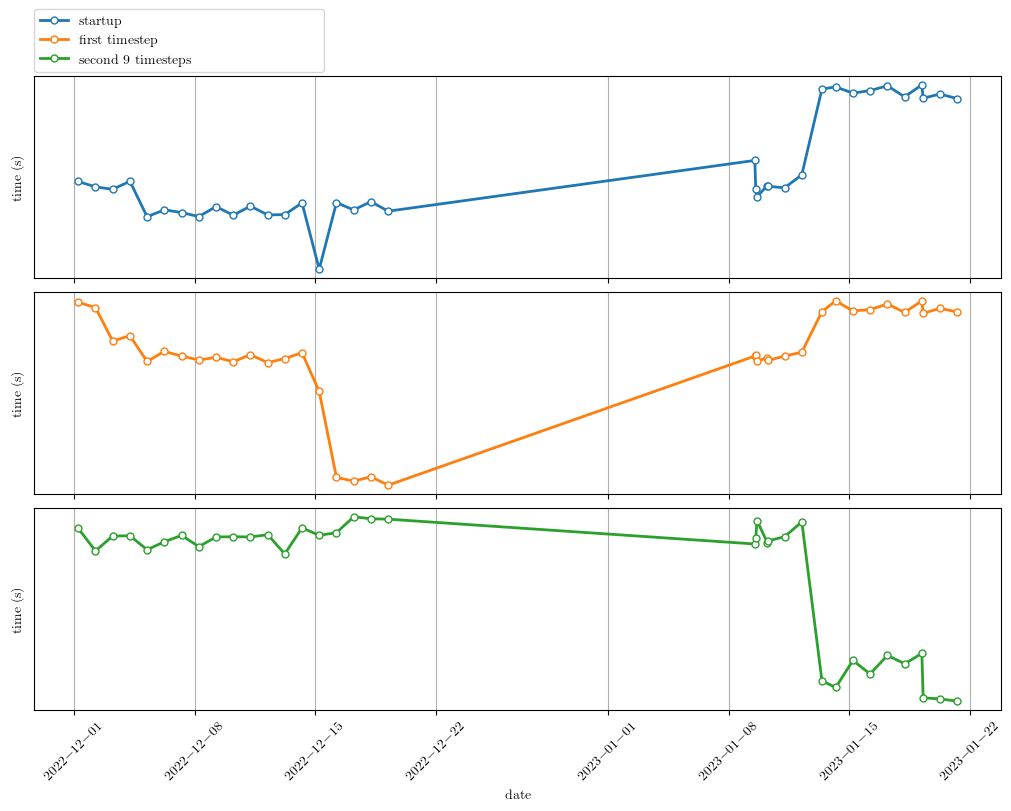 startup
first timestep
second 9 timesteps
time (s)
time (s)
time (s)
2022−12−01
2022−12−08
2022−12−15
2022−12−22
2023−01−01
2023−01−08
2023−01−15
2023−01−22
date